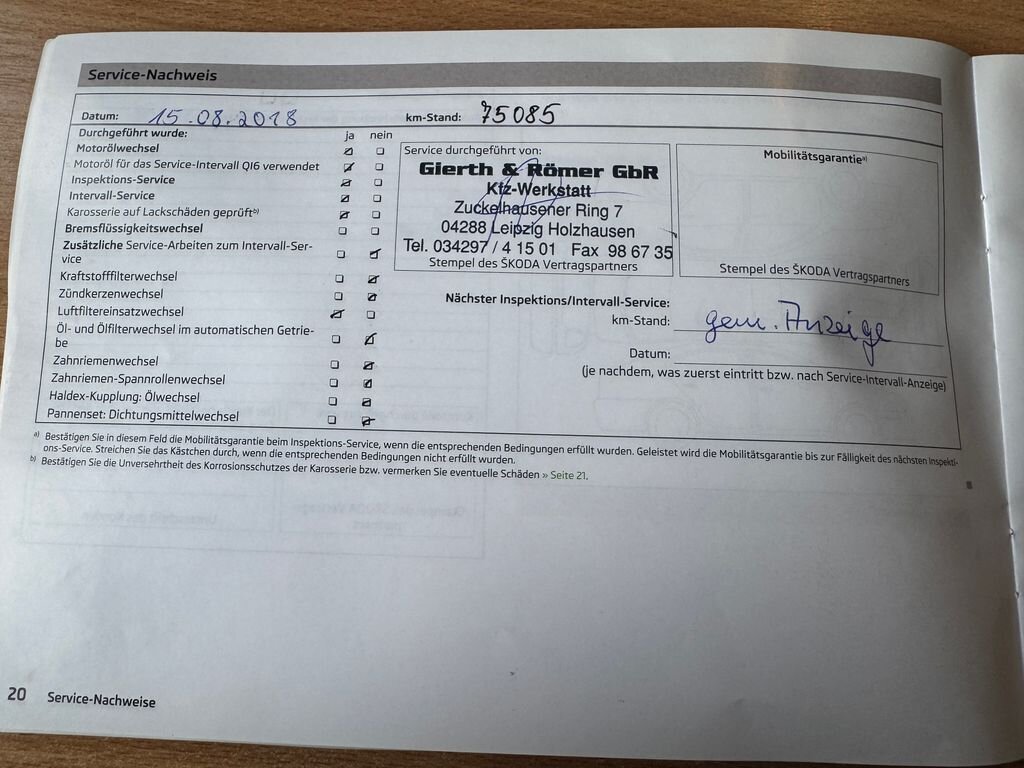 Service-Nachweis
Datum: 15.08.2018 km-Stand: 75085
Durchgeführt wurde: ja nein
Motorölwechsel
Motoröl für das Service-Intervall QI6 verwendet
Inspektions-Service
Intervall-Service
Karosserie auf Lackschäden geprüft b)
Bremsflüssigkeitswechsel
Zusätzliche Service-Arbeiten zum Intervall-Ser-
vice
Kraftstofffilterwechsel
Zündkerzenwechsel
Luftfiltereinsatzwechsel
Öl- und Ölfilterwechsel im automatischen Getrie-
be
Zahnriemenwechsel
Zahnriemen-Spannrollenwechsel
Haldex-Kupplung: Ölwechsel
Pannenset: Dichtungsmittelwechsel
Service durchgeführt von:
Gierth & Römer GbR
Kfz-Werkstatt
Zuckelhausener Ring 7
04288 Leipzig Holzhausen
Tel. 034297 / 4 15 01 Fax 98 67 35
Stempel des ŠKODA Vertragspartners
Mobilitätsgarantie a)
Stempel des ŠKODA Vertragspartners
Nächster Inspektions/Intervall-Service:
km-Stand: gem. Anzeige
Datum:
(je nachdem, was zuerst eintritt bzw. nach Service-Intervall-Anzeige)
a) Bestätigen Sie in diesem Feld die Mobilitätsgarantie beim Inspektions-Service, wenn die entsprechenden Bedingungen erfüllt wurden. Geleistet wird die Mobilitätsgarantie bis zur Fälligkeit des nächsten Inspekti-
ons-Service. Streichen Sie das Kästchen durch, wenn die entsprechenden Bedingungen nicht erfüllt wurden.
b) Bestätigen Sie die Unversehrtheit des Korrosionsschutzes der Karosserie bzw. vermerken Sie eventuelle Schäden » Seite 21.
20 Service-Nachweise